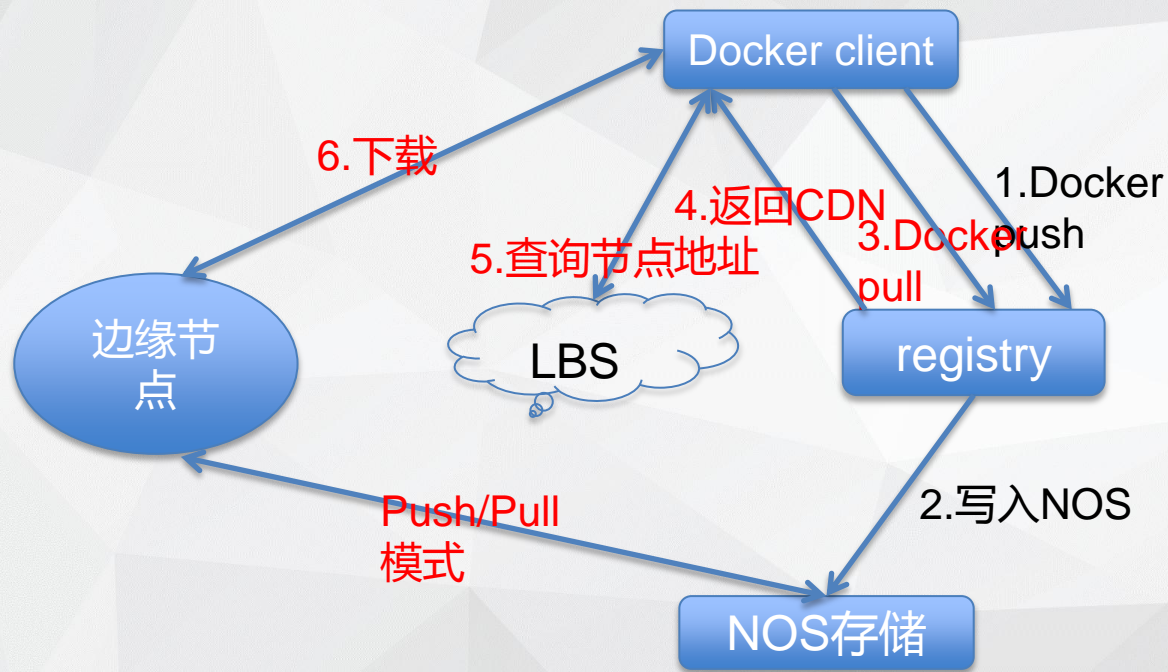 Docker client
6.下载
1.Docker
push
4.返回CDN
3.Docker
pull
5.查询节点地址
边缘节
点
LBS
registry
Push/Pull
模式
2.写入NOS
NOS存储